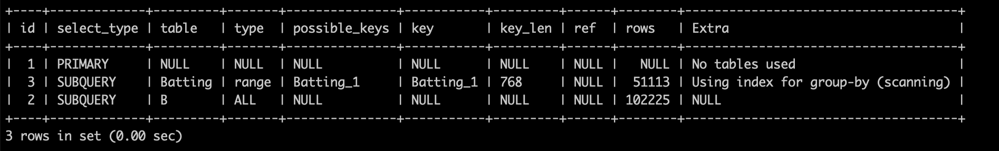 +----+-------------+---------+-------+---------------+-----------+---------+------+--------+-------------------------------------+
| id | select_type | table   | type  | possible_keys | key       | key_len | ref  | rows   | Extra                               |
+----+-------------+---------+-------+---------------+-----------+---------+------+--------+-------------------------------------+
|  1 | PRIMARY     | NULL    | NULL  | NULL          | NULL      | NULL    | NULL |   NULL | No tables used                      |
|  3 | SUBQUERY    | Batting | range | Batting_1     | Batting_1 | 768     | NULL |  51113 | Using index for group-by (scanning) |
|  2 | SUBQUERY    | B       | ALL   | NULL          | NULL      | NULL    | NULL | 102225 | NULL                                |
+----+-------------+---------+-------+---------------+-----------+---------+------+--------+-------------------------------------+
3 rows in set (0.00 sec)